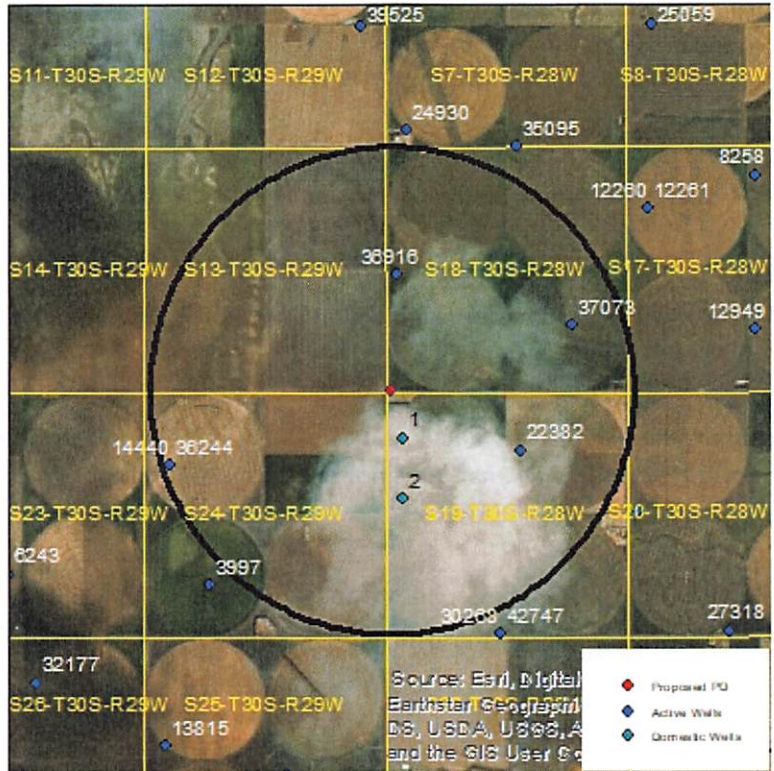 39525
25059
S11-T30S-R29W
S12-T30S-R29W
S7-T30S-R28W
S8-T30S-R28W
24930
35095
8258
12260 12261
36916
S14-T30S-R29W
S13-T30S-R29W
S18-T30S-R28W
S17-T30S-R28W
37073
12949
1
22382
14440 36244
2
S23-T30S-R29W
S24-T30S-R29W
S19-T30S-R28W
S20-T30S-R28W
6243
3997
30263 42747
27318
32177
S26-T30S-R29W
S25-T30S-R29W
13815
Source: Esri, Digital
Earthstar Geographi
DS, USDA, USGS, A
and the GIS User Co
Proposed PD
Active Wells
Domestic Wells